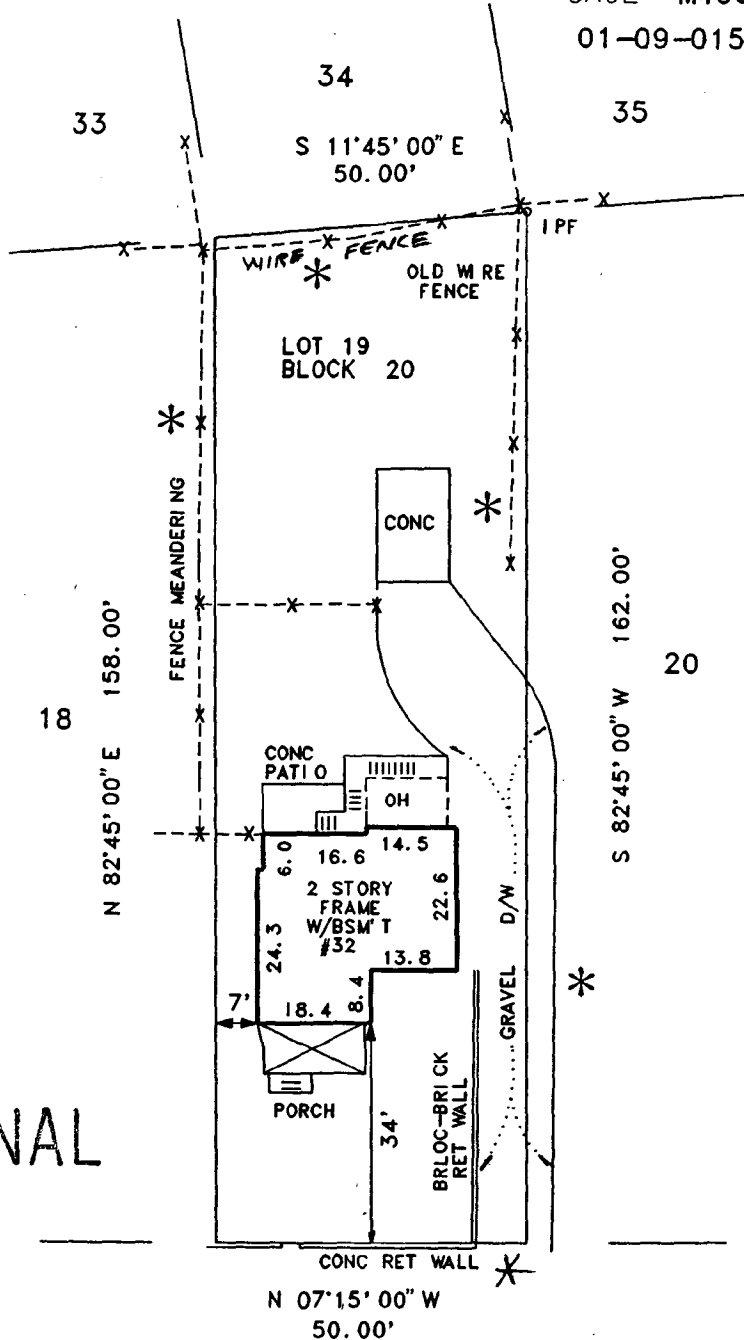 01-09-015
34
33
35
S 11°45'00" E
50.00'
IPF
WIRE FENCE
OLD WIRE
FENCE
LOT 19
BLOCK 20
CONC
FENCE MEANDERING
N 82°45'00" E 158.00'
S 82°45'00" W 162.00'
18
20
CONC
PATIO
OH
6.0
16.6
14.5
2 STORY
FRAME
W/BSM'T
#32
22.6
24.3
13.8
8.4
18.4
7'
GRAVEL D/W
PORCH
34'
BRLOC-BRICK
RET WALL
NAL
CONC RET WALL
N 07°15'00" W
50.00'